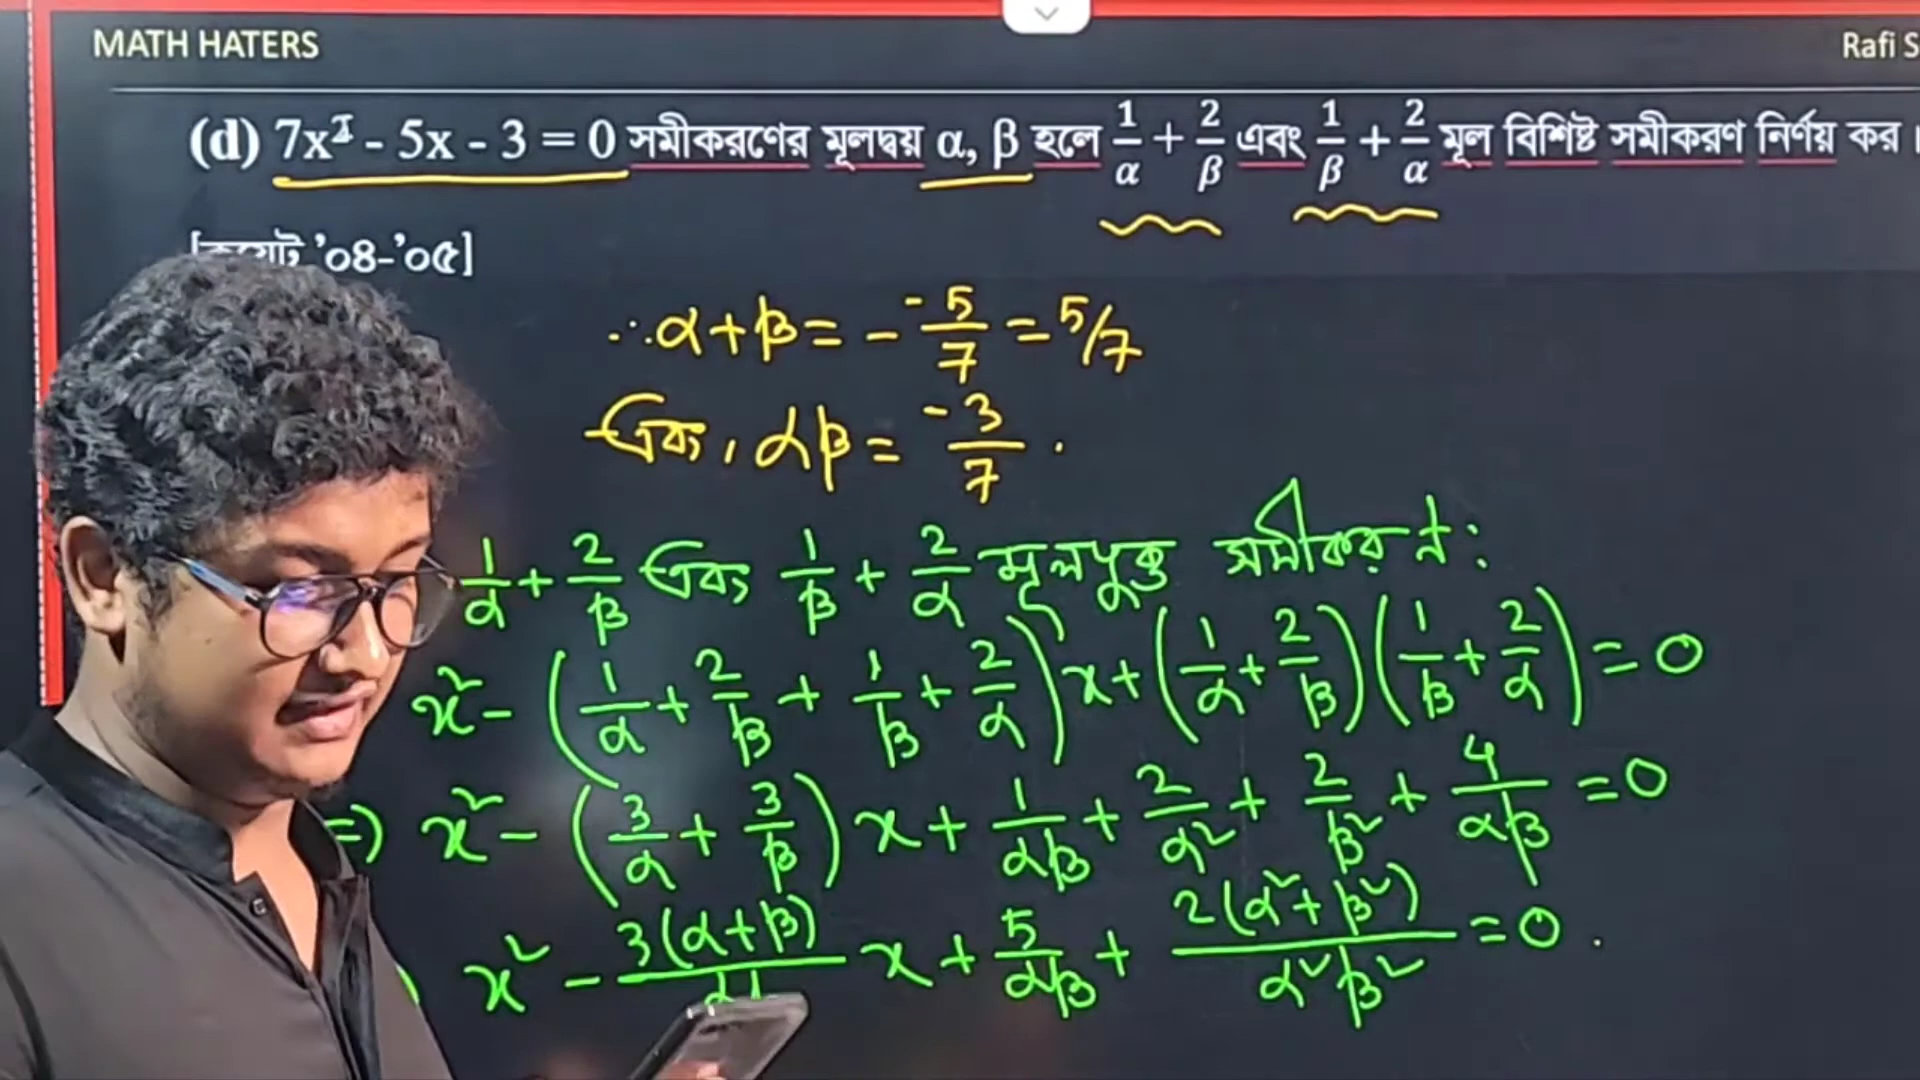 MATH HATERS
Rafi S
(d) 7x² - 5x - 3 = 0 সমীকরণের মূলদ্বয় α, β হলে 1/α + 2/β এবং 1/β + 2/α মূল বিশিষ্ট সমীকরণ নির্ণয় কর।
'০৪-'০৫]
∴ α+β = - -5/7 = 5/7
এবং, αβ = -3/7 .
1/α + 2/β এবং 1/β + 2/α মূলযুক্ত সমীকরণ:
x² - (1/α + 2/β + 1/β + 2/α) x + (1/α + 2/β)(1/β + 2/α) = 0
=) x² - (3/α + 3/β) x + 1/αβ + 2/α² + 2/β² + 4/αβ = 0
) x² - 3(α+β)/α x + 5/αβ + 2(α²+β²)/α²β² = 0 .